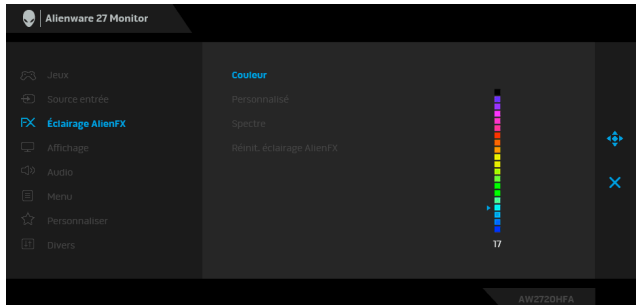 Alienware 27 Monitor
Jeux
Source entrée
FX Éclairage AlienFX
Affichage
Audio
Menu
Personnaliser
Divers
Couleur
Personnalisé
Spectre
Réinit. éclairage AlienFX
17
AW2720HFA